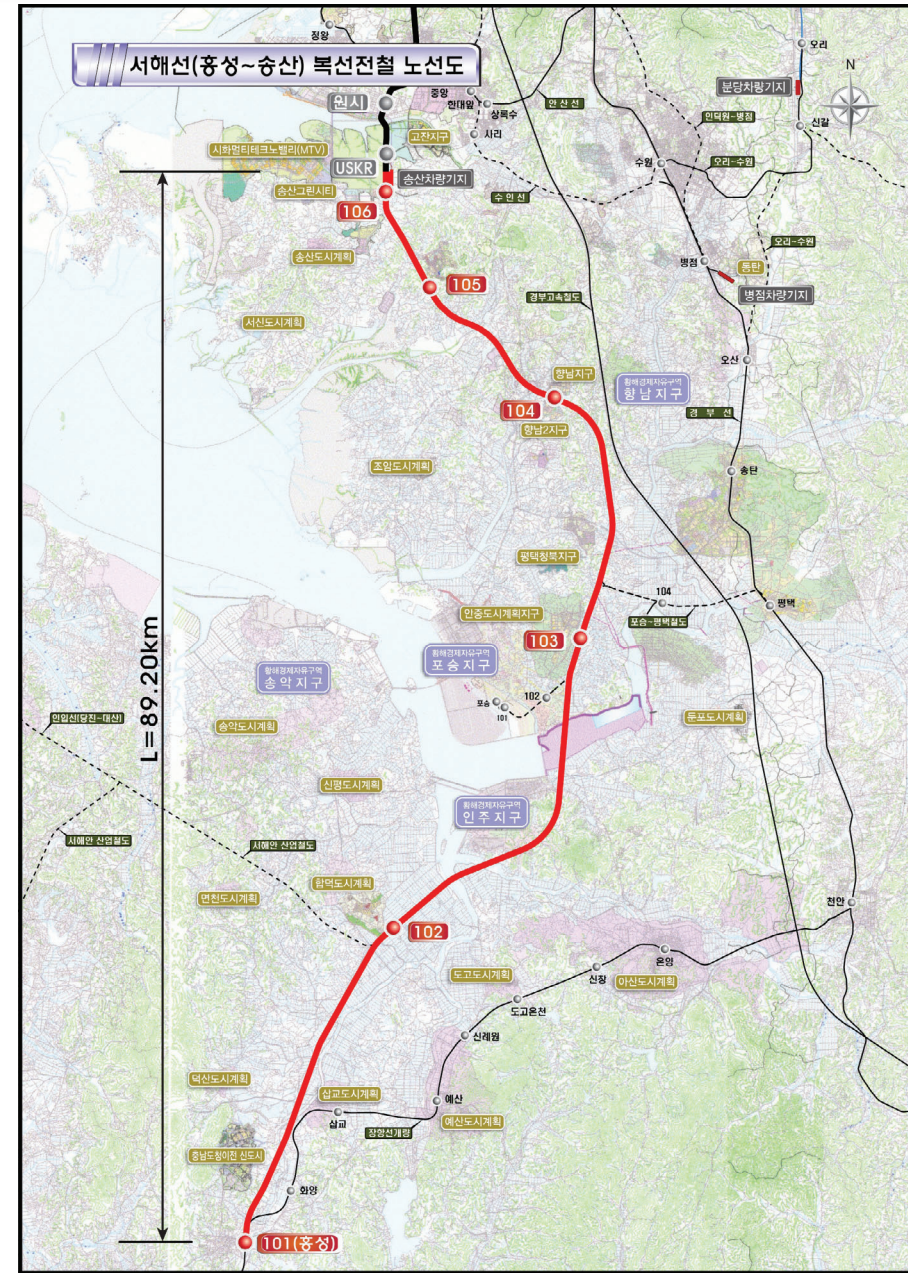 정왕
서해선(홍성~송산) 복선전철 노선도
오리
N
분당차량기지
중앙
한대앞
상록수
안산선
원시
인덕원-병점
신갈
고잔지구
사리
시화멀티테크노밸리(MTV)
수원
오리-수원
USKR
송산차량기지
송산그린시티
수인선
106
오리-수원
송산도시계획
병점
동탄
105
경부고속철도
병점차량기지
서신도시계획
오산
향남지구
황해경제자유구역
향남지구
104
경부선
향남2지구
조암도시계획
송탄
평택청북지구
104
평택
안중도시계획지구
포승-평택철도
103
황해경제자유구역
포승지구
황해경제자유구역
송악지구
L=89.20km
102
포승
101
인입선(당진-대산)
송악도시계획
둔포도시계획
신평도시계획
황해경제자유구역
인주지구
서해안 산업철도
서해안 산업철도
합덕도시계획
면천도시계획
천안
102
온양
도고도시계획
신창
아산도시계획
도고온천
신례원
덕산도시계획
삽교도시계획
예산
삽교
예산도시계획
장항선개량
충남도청이전 신도시
화양
101(홍성)